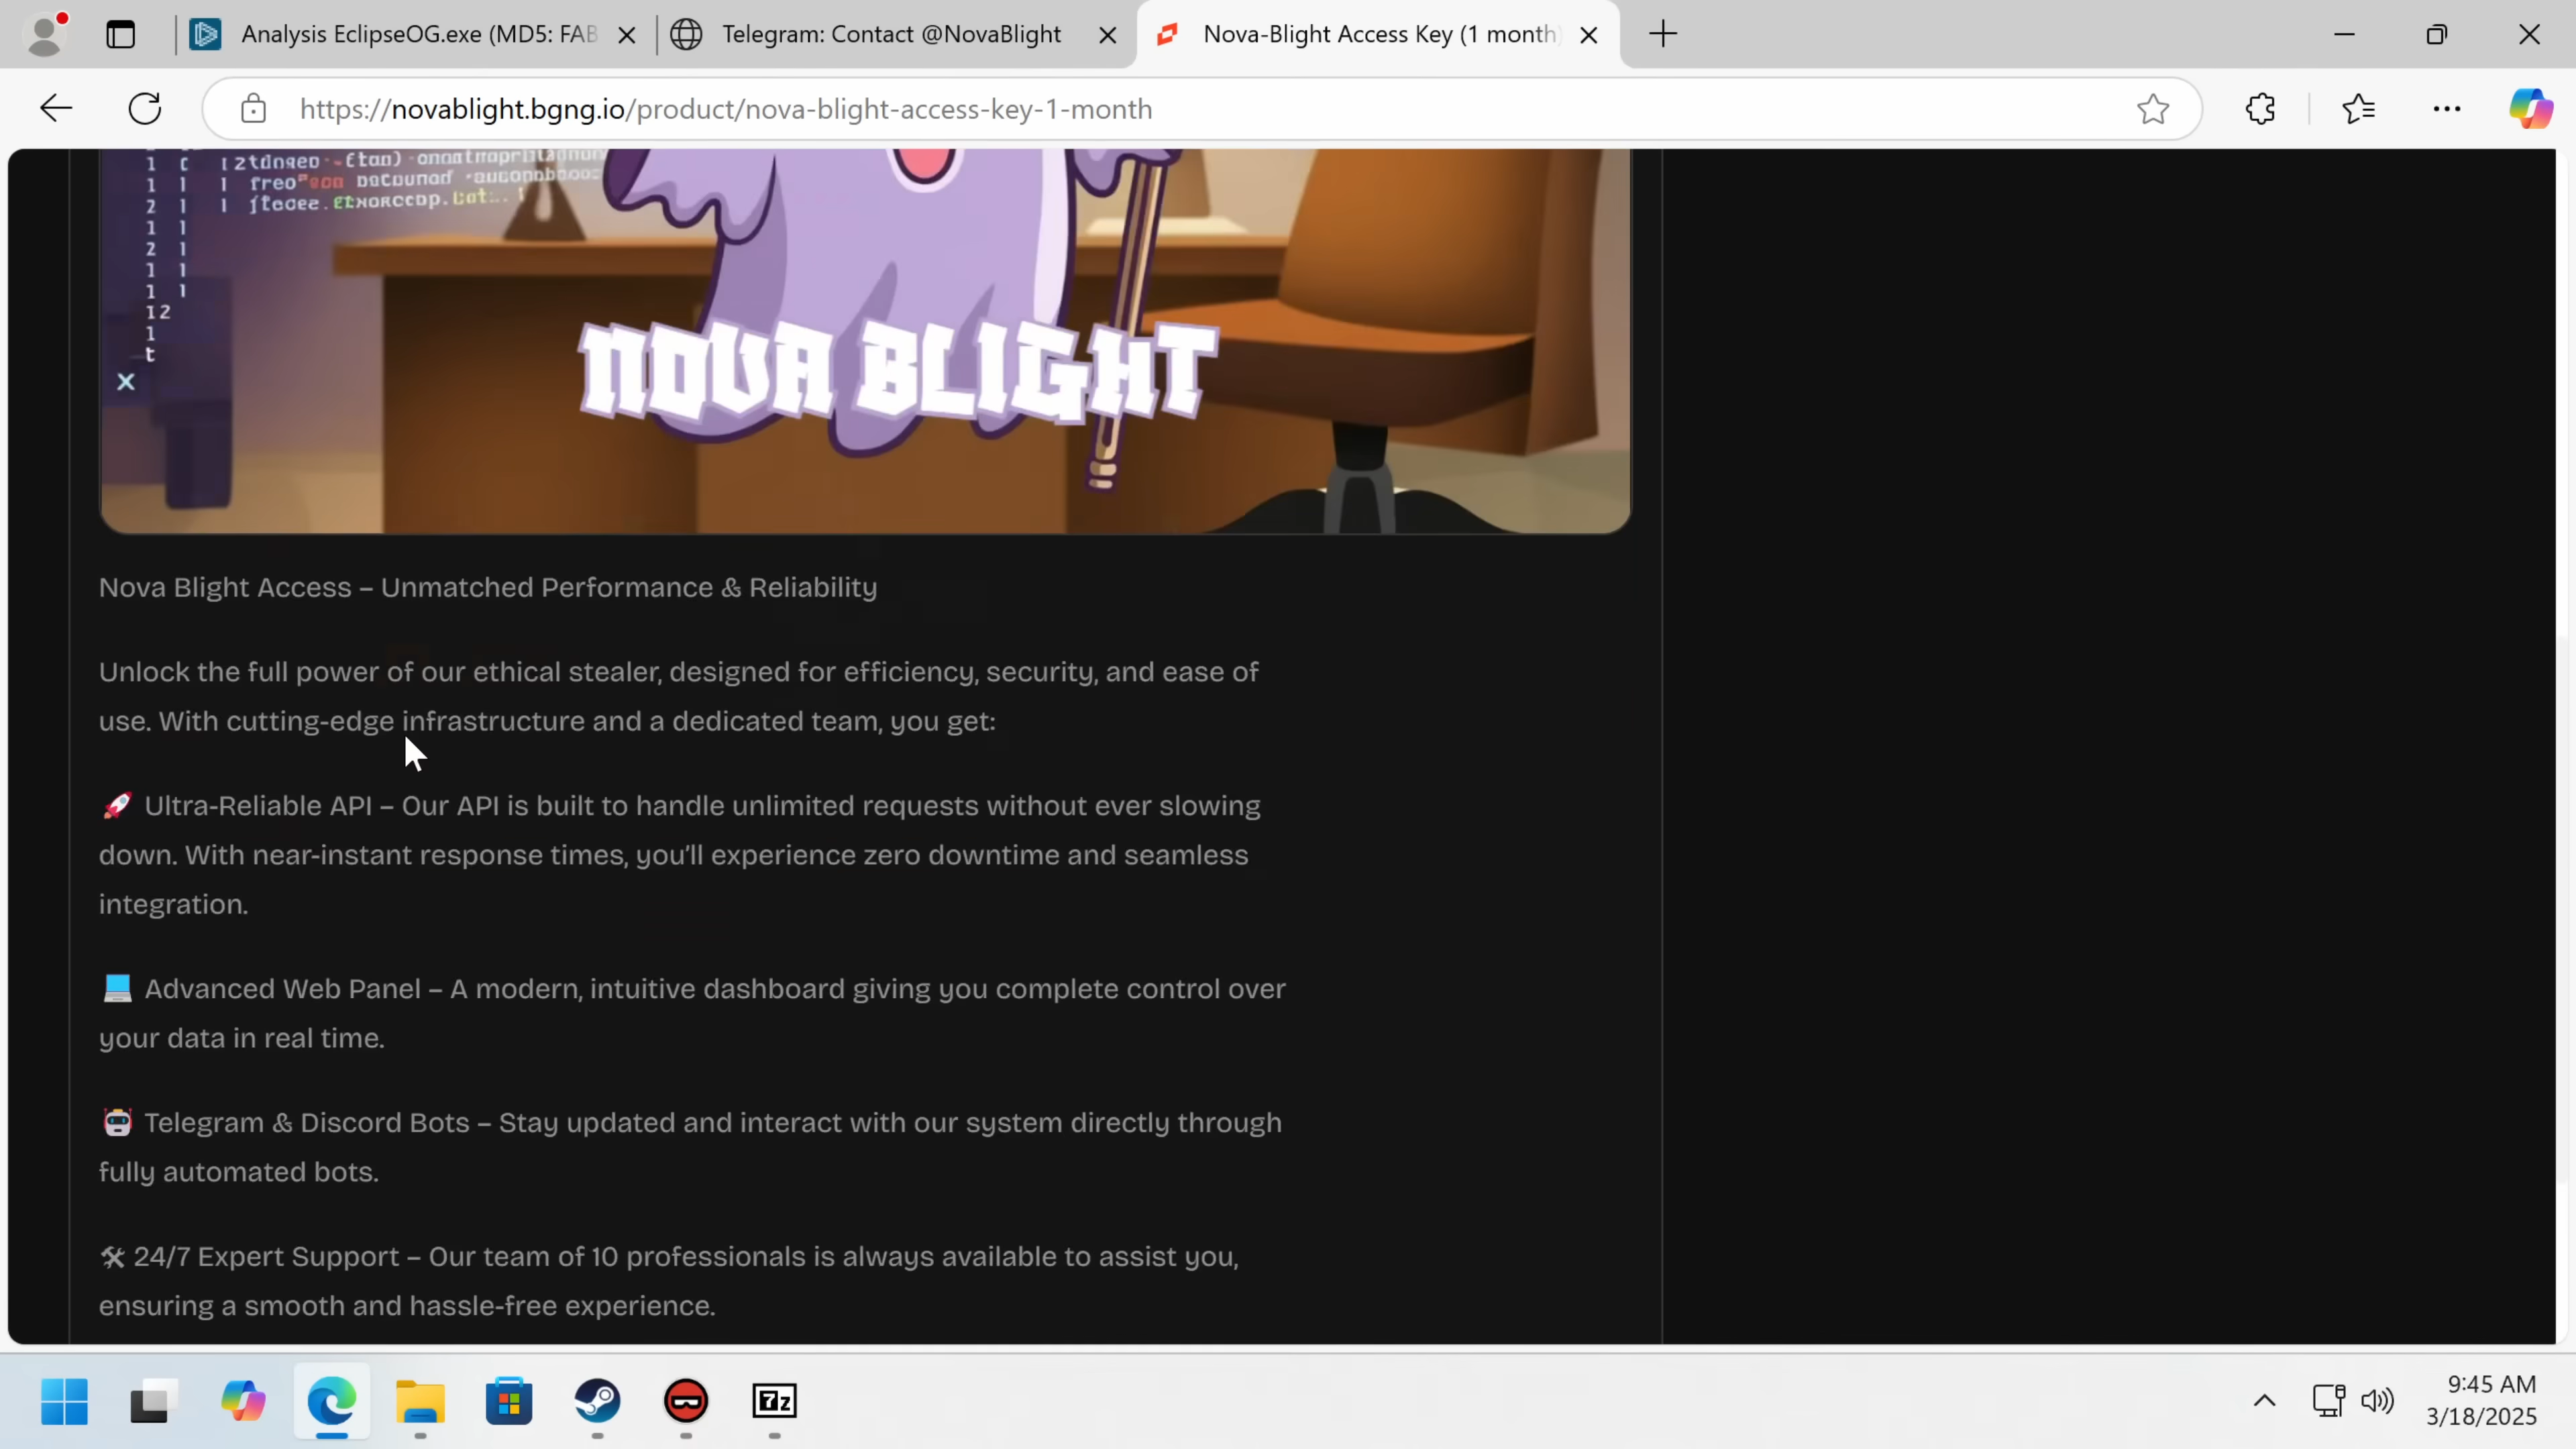 Analysis EclipseOG.exe (MD5: FAB
Telegram: Contact @NovaBlight
Nova-Blight Access Key (1 month)
https://novablight.bgng.io/product/nova-blight-access-key-1-month
NOVA BLIGHT
Nova Blight Access – Unmatched Performance & Reliability
Unlock the full power of our ethical stealer, designed for efficiency, security, and ease of
use. With cutting-edge infrastructure and a dedicated team, you get:
🚀 Ultra-Reliable API – Our API is built to handle unlimited requests without ever slowing
down. With near-instant response times, you'll experience zero downtime and seamless
integration.
💻 Advanced Web Panel – A modern, intuitive dashboard giving you complete control over
your data in real time.
🤖 Telegram & Discord Bots – Stay updated and interact with our system directly through
fully automated bots.
🛠 24/7 Expert Support – Our team of 10 professionals is always available to assist you,
ensuring a smooth and hassle-free experience.
7z
9:45 AM
3/18/2025